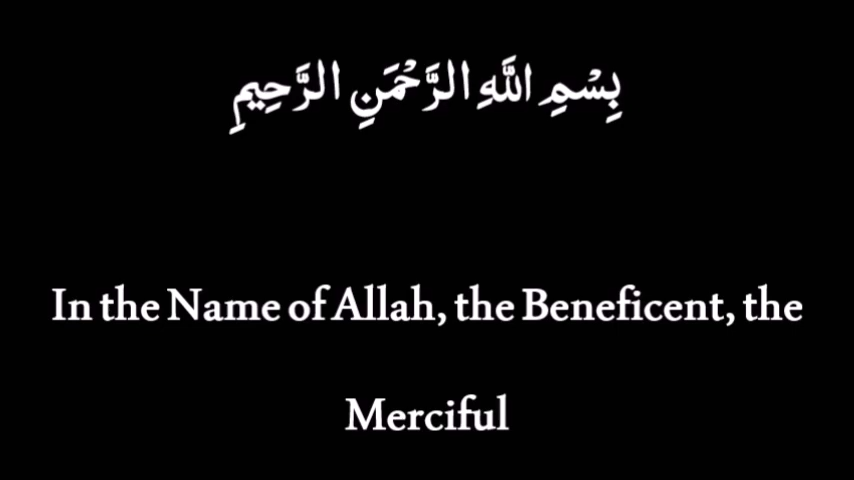 بِسْمِ اللَّهِ الرَّحْمَنِ الرَّحِيمِ
In the Name of Allah, the Beneficent, the
Merciful